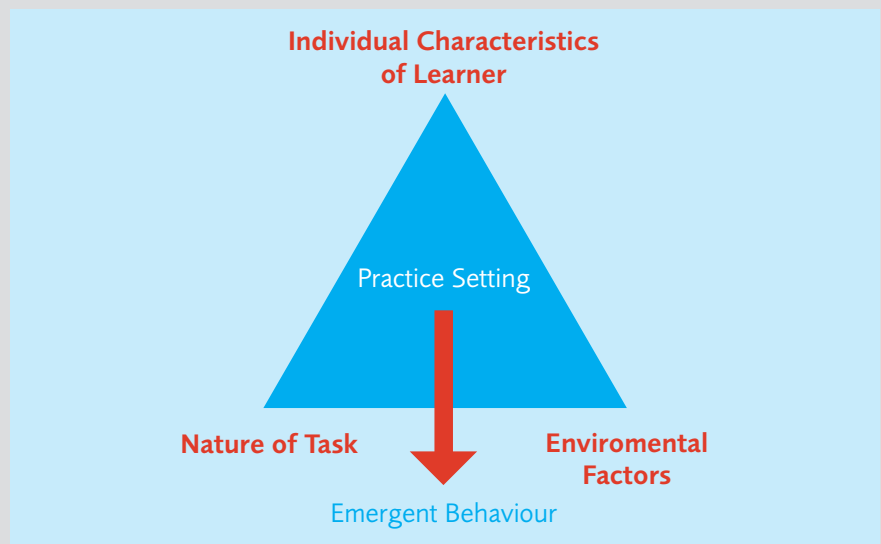 Individual Characteristics
of Learner
Practice Setting
Nature of Task
Enviromental
Factors
Emergent Behaviour